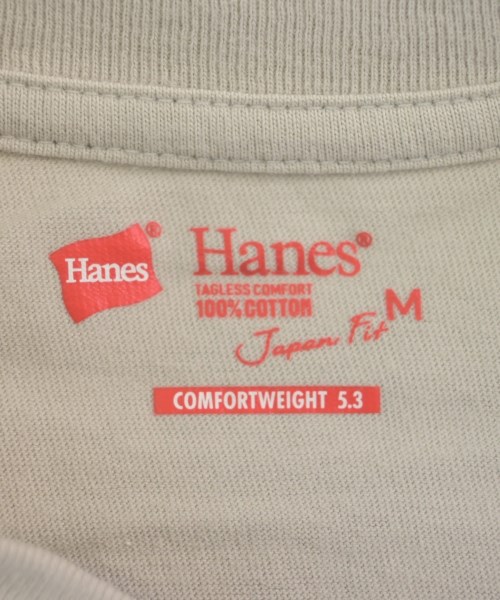 Hanes®
Hanes®
TAGLESS COMFORT
100% COTTON
M
Japan Fit
COMFORTWEIGHT 5.3